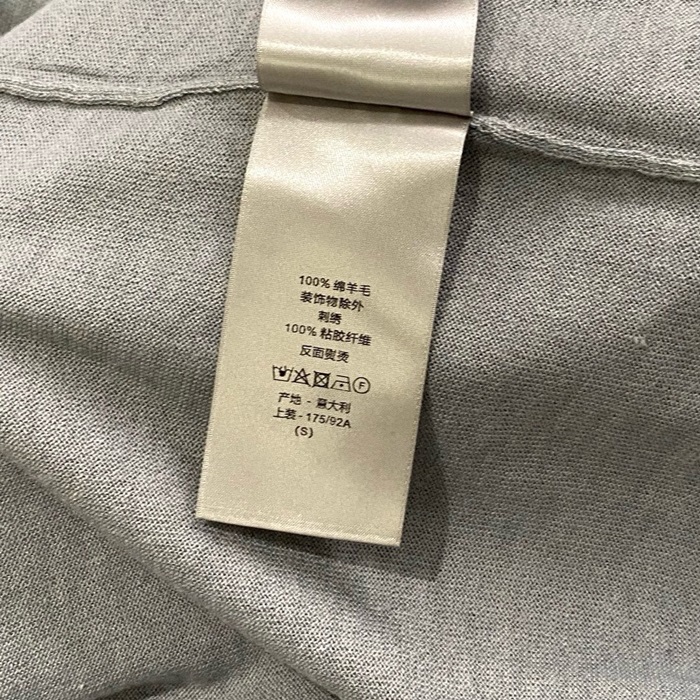 100% 绵羊毛
装饰物除外
刺绣
100% 粘胶纤维
反面熨烫
F
产地 - 意大利
上装 - 175/92A
(S)